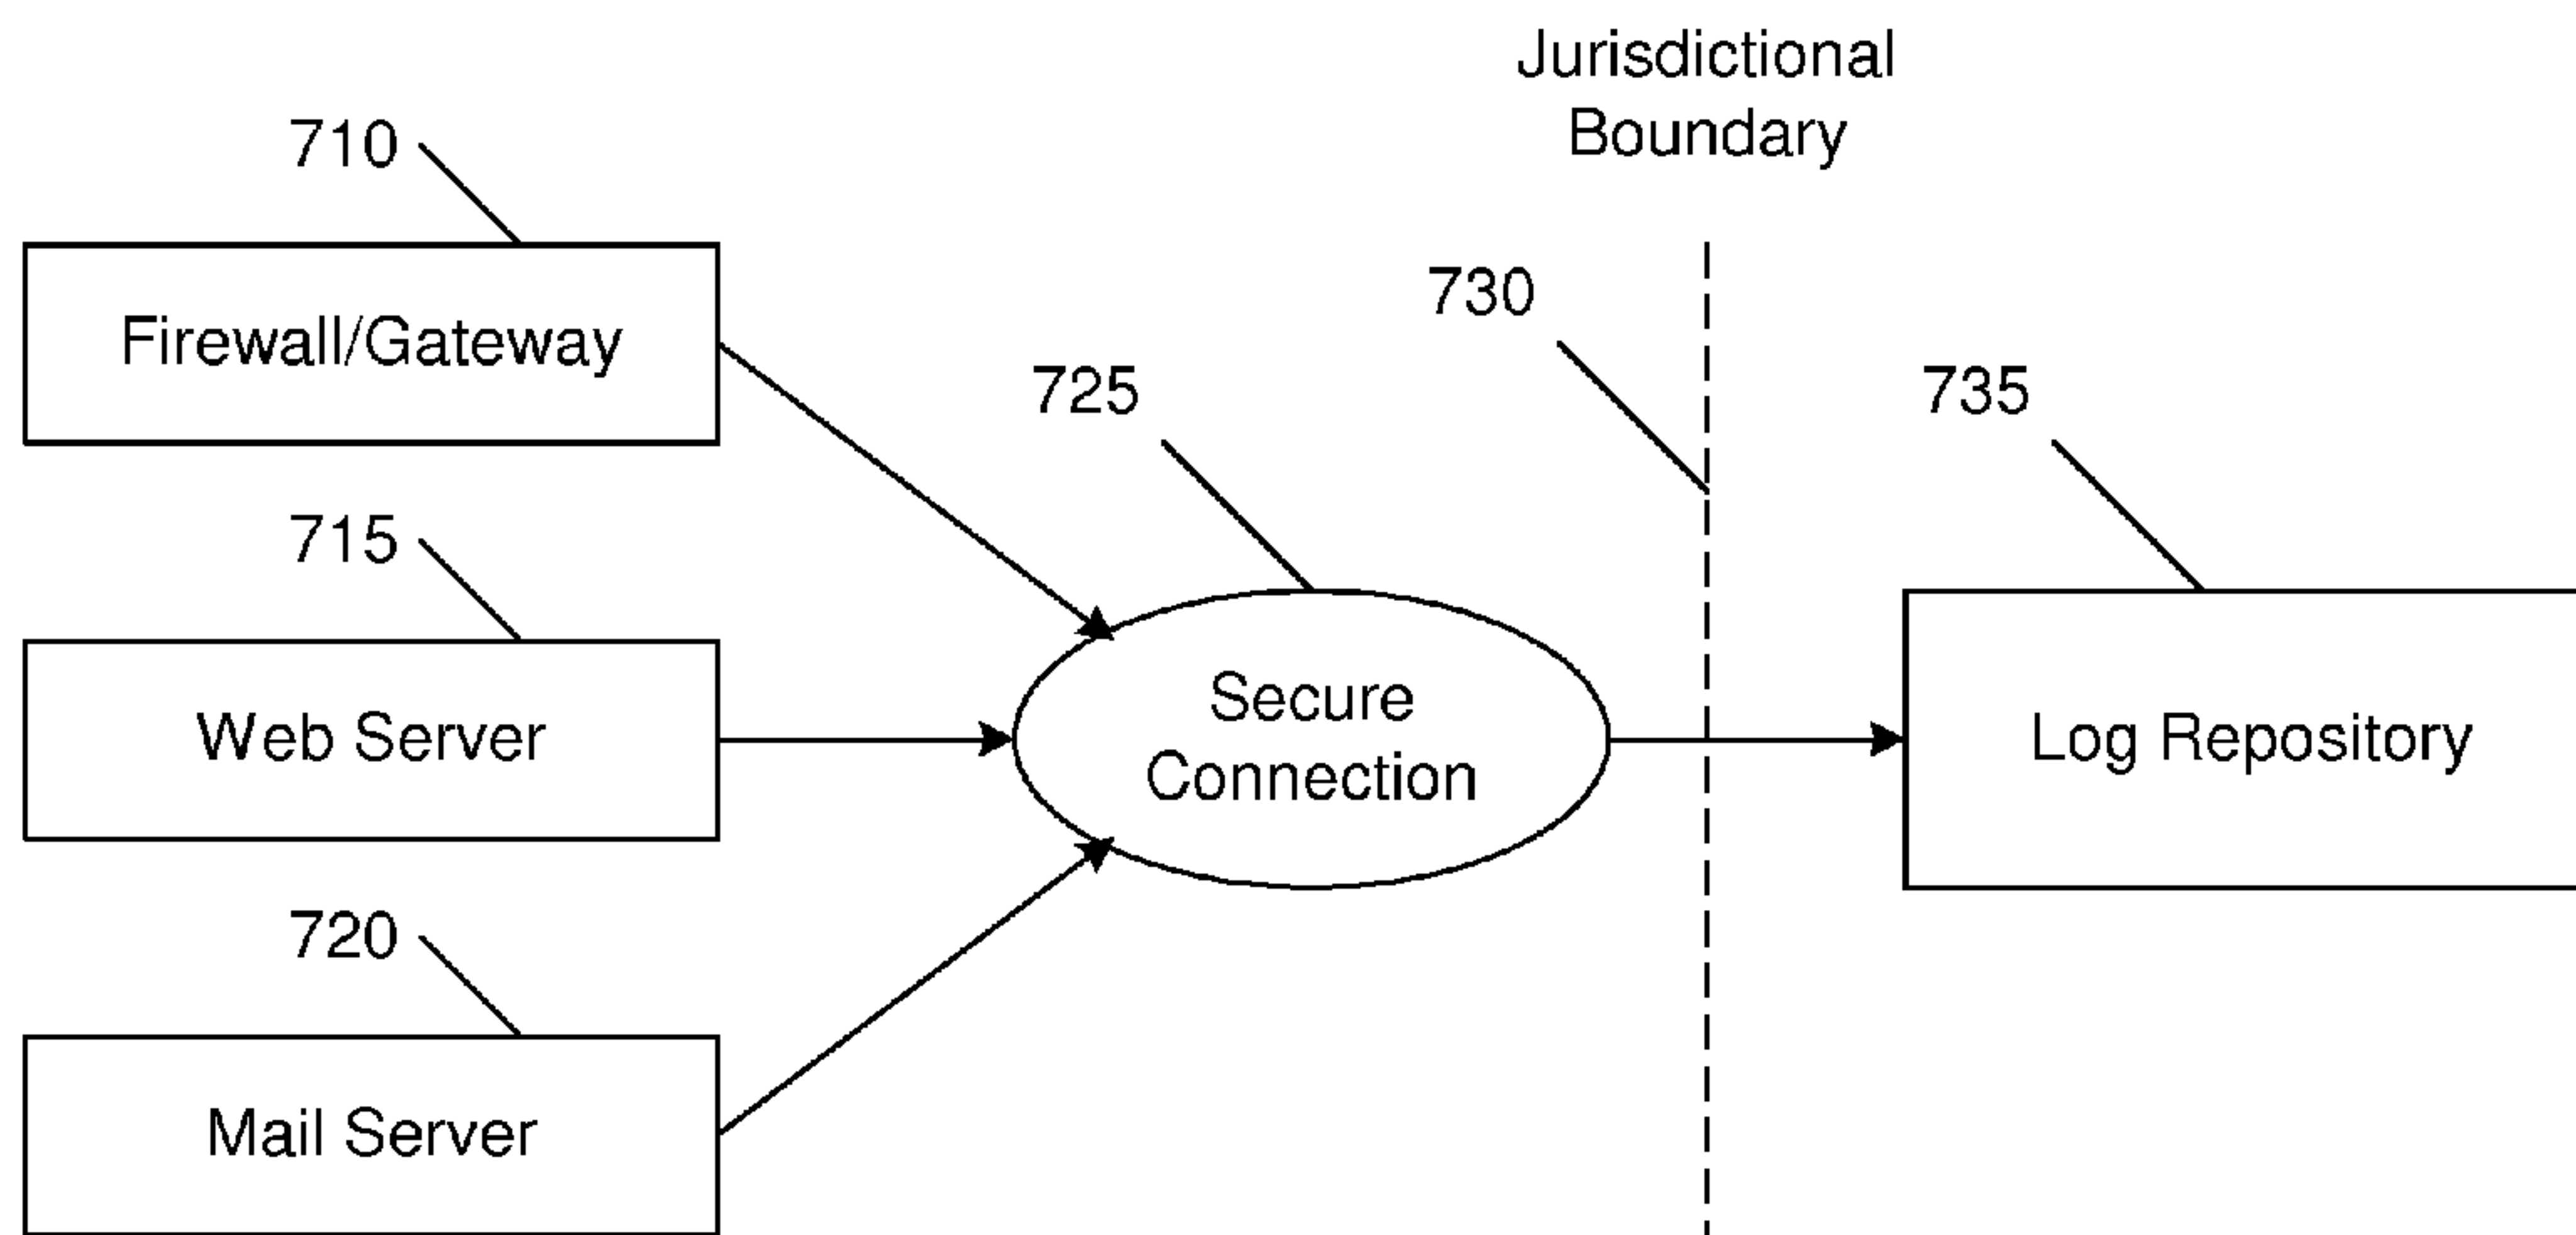 Jurisdictional
Boundary
710
Firewall/Gateway
730
725
735
715
Web Server
Secure
Connection
Log Repository
720
Mail Server